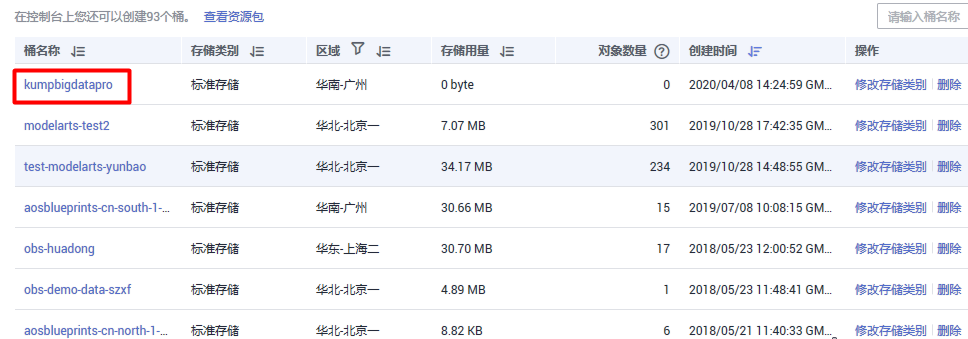 在控制台上您还可以创建93个桶。 查看资源包
请输入桶名称
桶名称 存储类别 区域 存储用量 对象数量 创建时间 操作
kumpbigdatapro 标准存储 华南-广州 0 byte 0 2020/04/08 14:24:59 GM... 修改存储类别 删除
modelarts-test2 标准存储 华北-北京一 7.07 MB 301 2019/10/28 17:42:35 GM... 修改存储类别 删除
test-modelarts-yunbao 标准存储 华北-北京一 34.17 MB 234 2019/10/28 14:48:55 GM... 修改存储类别 删除
aosblueprints-cn-south-1-... 标准存储 华南-广州 30.66 MB 15 2019/07/08 10:08:15 GM... 修改存储类别 删除
obs-huadong 标准存储 华东-上海二 30.70 MB 17 2018/05/23 12:00:52 GM... 修改存储类别 删除
obs-demo-data-szxf 标准存储 华北-北京一 4.89 MB 1 2018/05/23 11:48:41 GM... 修改存储类别 删除
aosblueprints-cn-north-1-... 标准存储 华北-北京一 8.82 KB 6 2018/05/21 11:40:33 GM... 修改存储类别 删除